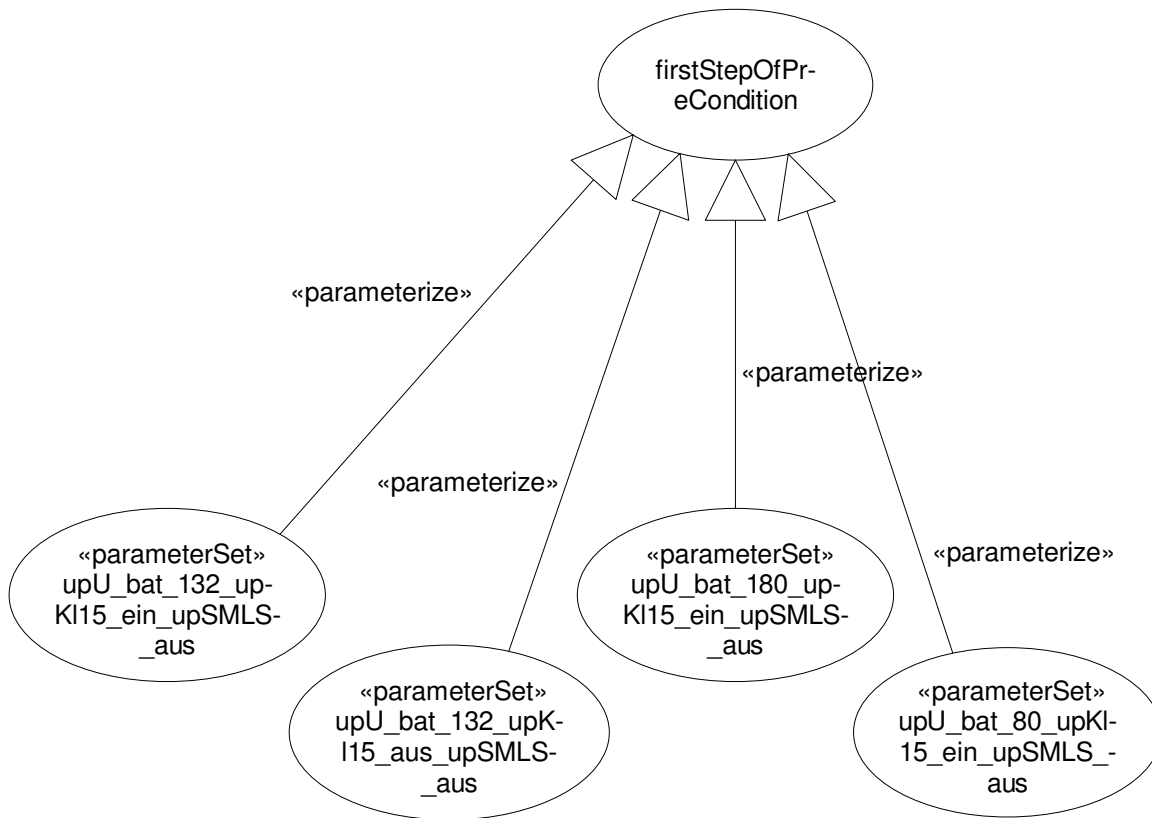 firstStepOfPr-
eCondition
«parameterize»
«parameterize»
«parameterize»
«parameterize»
«parameterSet»
upU_bat_132_up-
Kl15_ein_upSMLS-
_aus
«parameterSet»
upU_bat_180_up-
Kl15_ein_upSMLS-
_aus
«parameterSet»
upU_bat_132_upK-
l15_aus_upSMLS-
_aus
«parameterSet»
upU_bat_80_upKl-
15_ein_upSMLS_-
aus